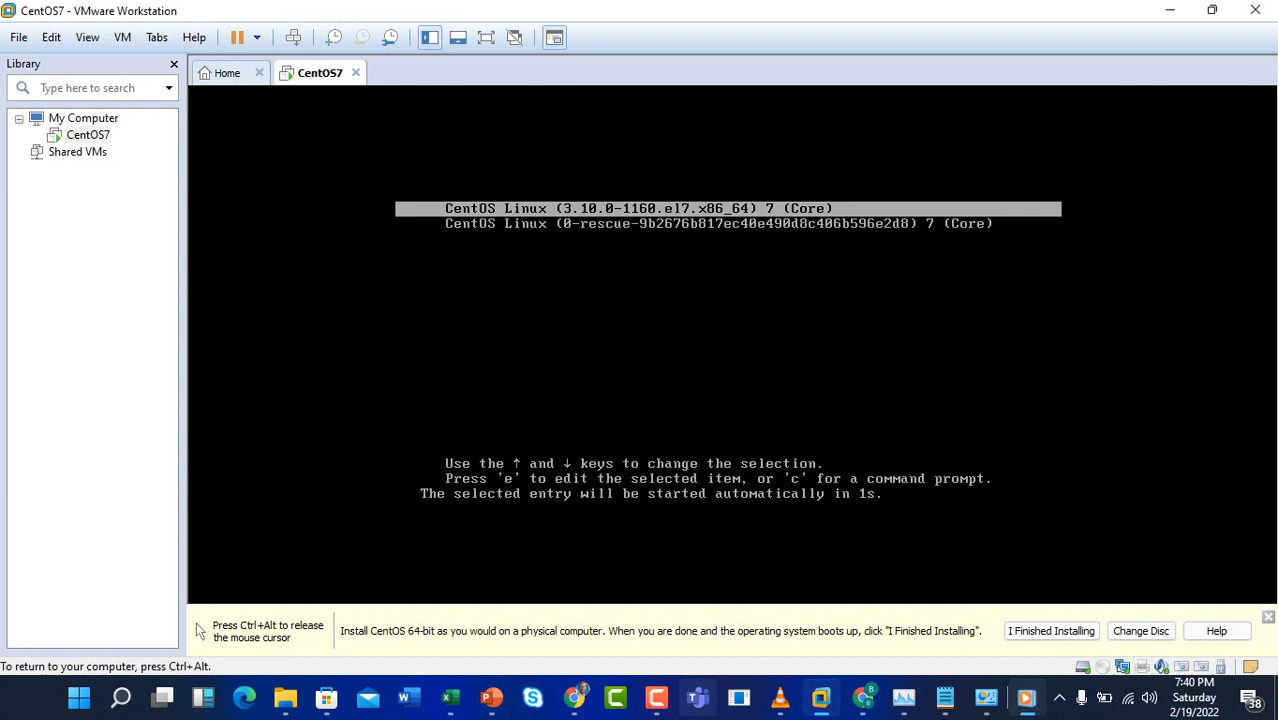 CentOS7 - VMware Workstation
File Edit View VM Tabs Help
Library
Type here to search
My Computer
CentOS7
Shared VMs
Home
CentOS7
CentOS Linux (3.10.0-1160.el7.x86_64) 7 (Core)
CentOS Linux (0-rescue-9b2676b817ec40e490d8c406b596e2d8) 7 (Core)
Use the ↑ and ↓ keys to change the selection.
Press 'e' to edit the selected item, or 'c' for a command prompt.
The selected entry will be started automatically in 1s.
Press Ctrl+Alt to release
the mouse cursor
Install CentOS 64-bit as you would on a physical computer. When you are done and the operating system boots up, click "I Finished Installing".
I Finished Installing
Change Disc
Help
To return to your computer, press Ctrl+Alt.
7:40 PM
Saturday
2/19/2022
38